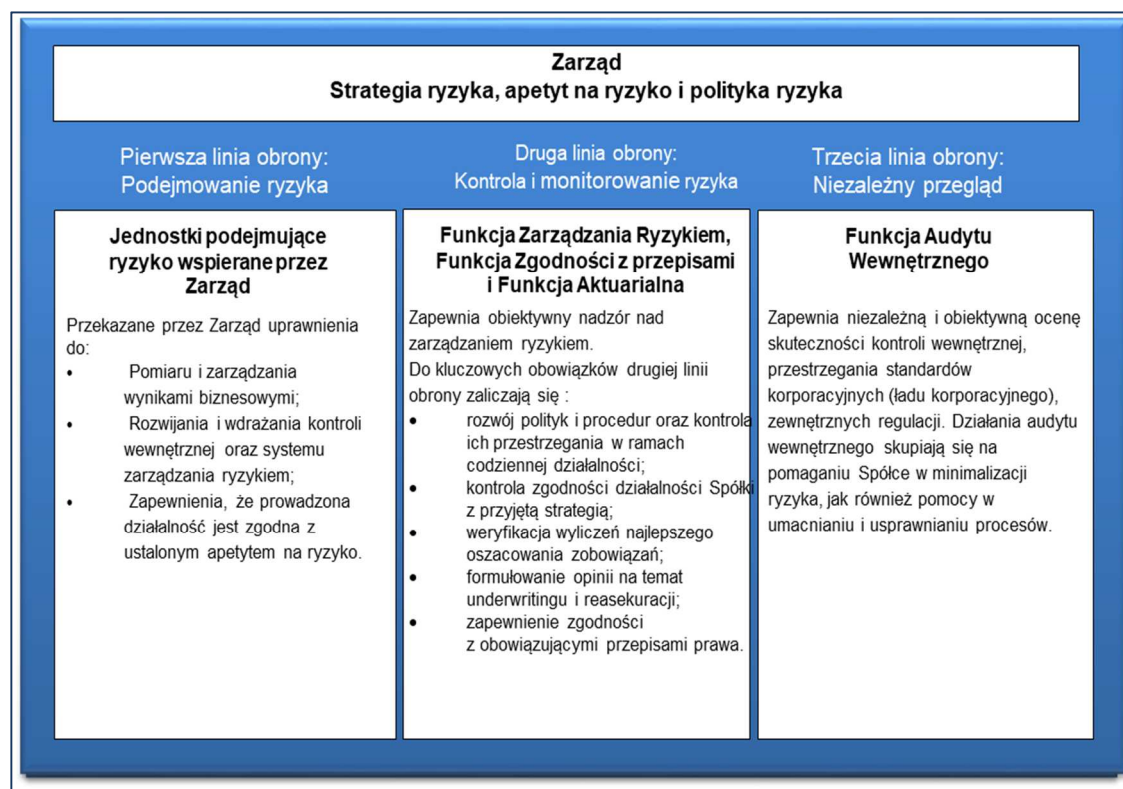 Zarząd
Strategia ryzyka, apetyt na ryzyko i polityka ryzyka
Pierwsza linia obrony:
Podejmowanie ryzyka
Druga linia obrony:
Kontrola i monitorowanie ryzyka
Trzecia linia obrony:
Niezależny przegląd
Jednostki podejmujące
ryzyko wspierane przez
Zarząd
Przekazane przez Zarząd uprawnienia
do:
• Pomiaru i zarządzania
wynikami biznesowymi;
• Rozwijania i wdrażania kontroli
wewnętrznej oraz systemu
zarządzania ryzykiem;
• Zapewnienia, że prowadzona
działalność jest zgodna z
ustalonym apetytem na ryzyko.
Funkcja Zarządzania Ryzykiem,
Funkcja Zgodności z przepisami
i Funkcja Aktuarialna
Zapewnia obiektywny nadzór nad
zarządzaniem ryzykiem.
Do kluczowych obowiązków drugiej linii
obrony zaliczają się :
• rozwój polityk i procedur oraz kontrola
ich przestrzegania w ramach
codziennej działalności;
• kontrola zgodności działalności Spółki
z przyjętą strategią;
• weryfikacja wyliczeń najlepszego
oszacowania zobowiązań;
• formułowanie opinii na temat
underwritingu i reasekuracji;
• zapewnienie zgodności
z obowiązującymi przepisami prawa.
Funkcja Audytu
Wewnętrznego
Zapewnia niezależną i obiektywną ocenę
skuteczności kontroli wewnętrznej,
przestrzegania standardów
korporacyjnych (ładu korporacyjnego),
zewnętrznych regulacji. Działania audytu
wewnętrznego skupiają się na
pomaganiu Spółce w minimalizacji
ryzyka, jak również pomocy w
umacnianiu i usprawnianiu procesów.